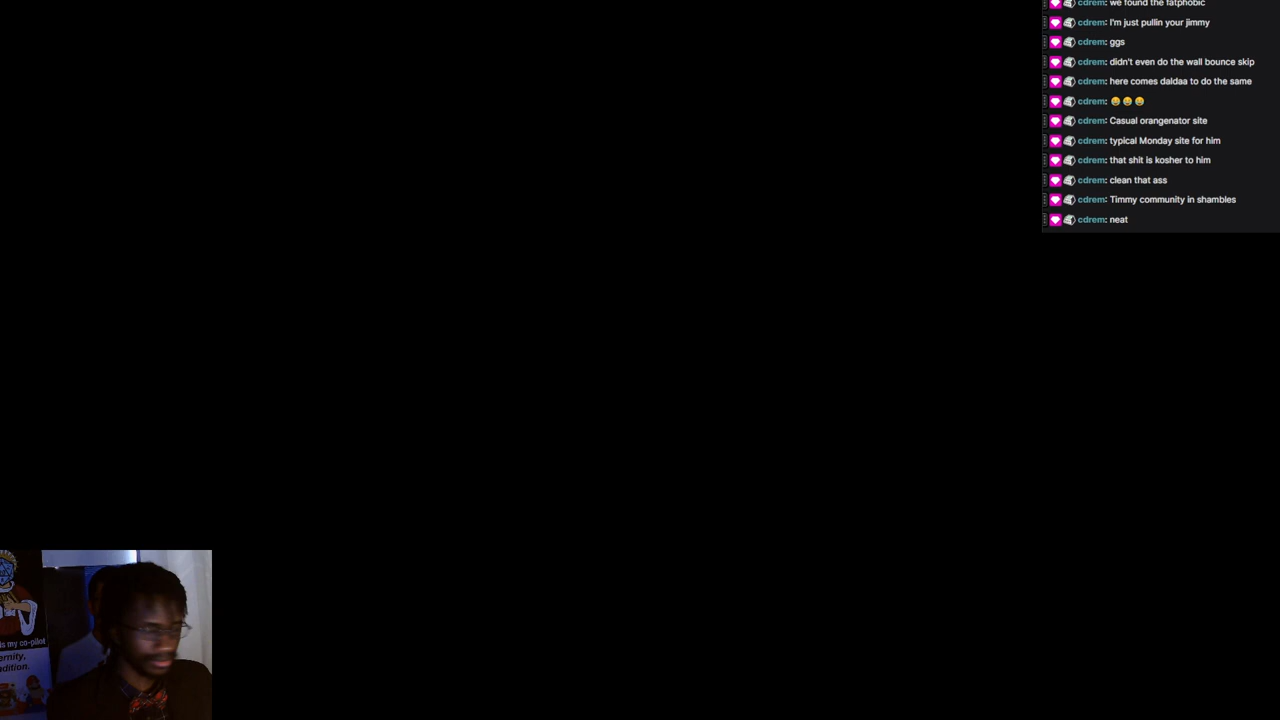 cdrem: we found the fatphobic
cdrem: I'm just pullin your jimmy
cdrem: ggs
cdrem: didn't even do the wall bounce skip
cdrem: here comes daldaa to do the same
cdrem: 😂😂😂
cdrem: Casual orangenator site
cdrem: typical Monday site for him
cdrem: that shit is kosher to him
cdrem: clean that ass
cdrem: Timmy community in shambles
cdrem: neat
is my co-pilot